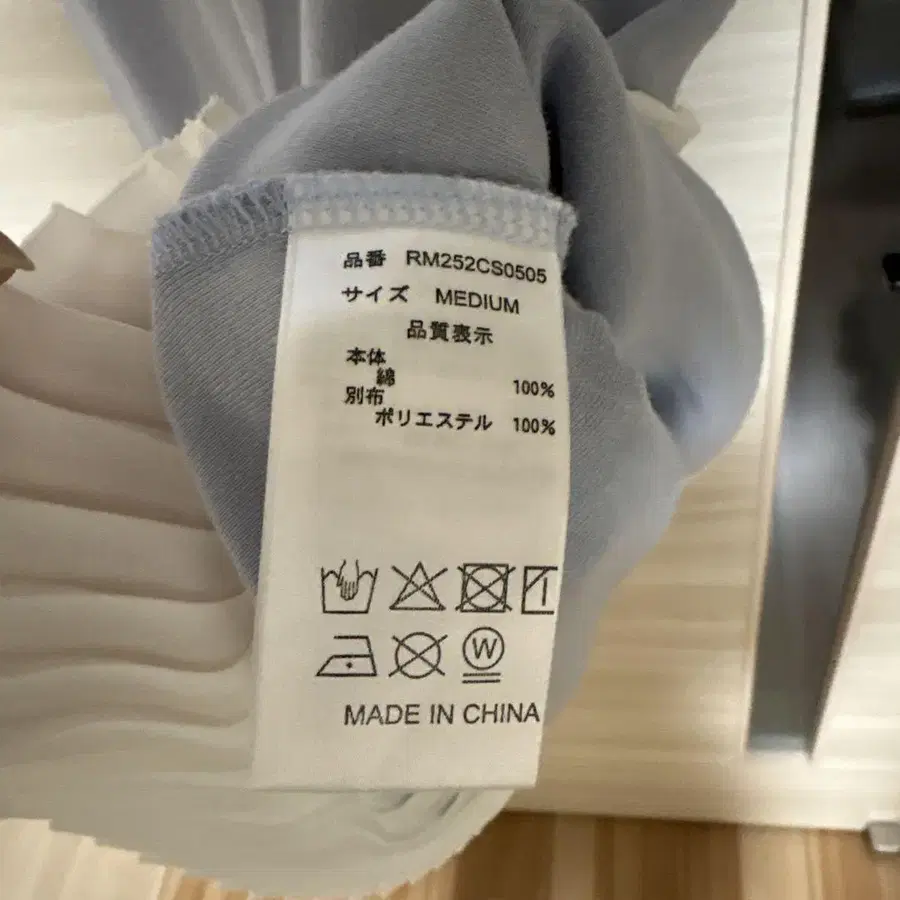 品番 RM252CS0505
サイズ MEDIUM
品質表示
本体
綿 100%
別布
ポリエステル 100%
W
MADE IN CHINA